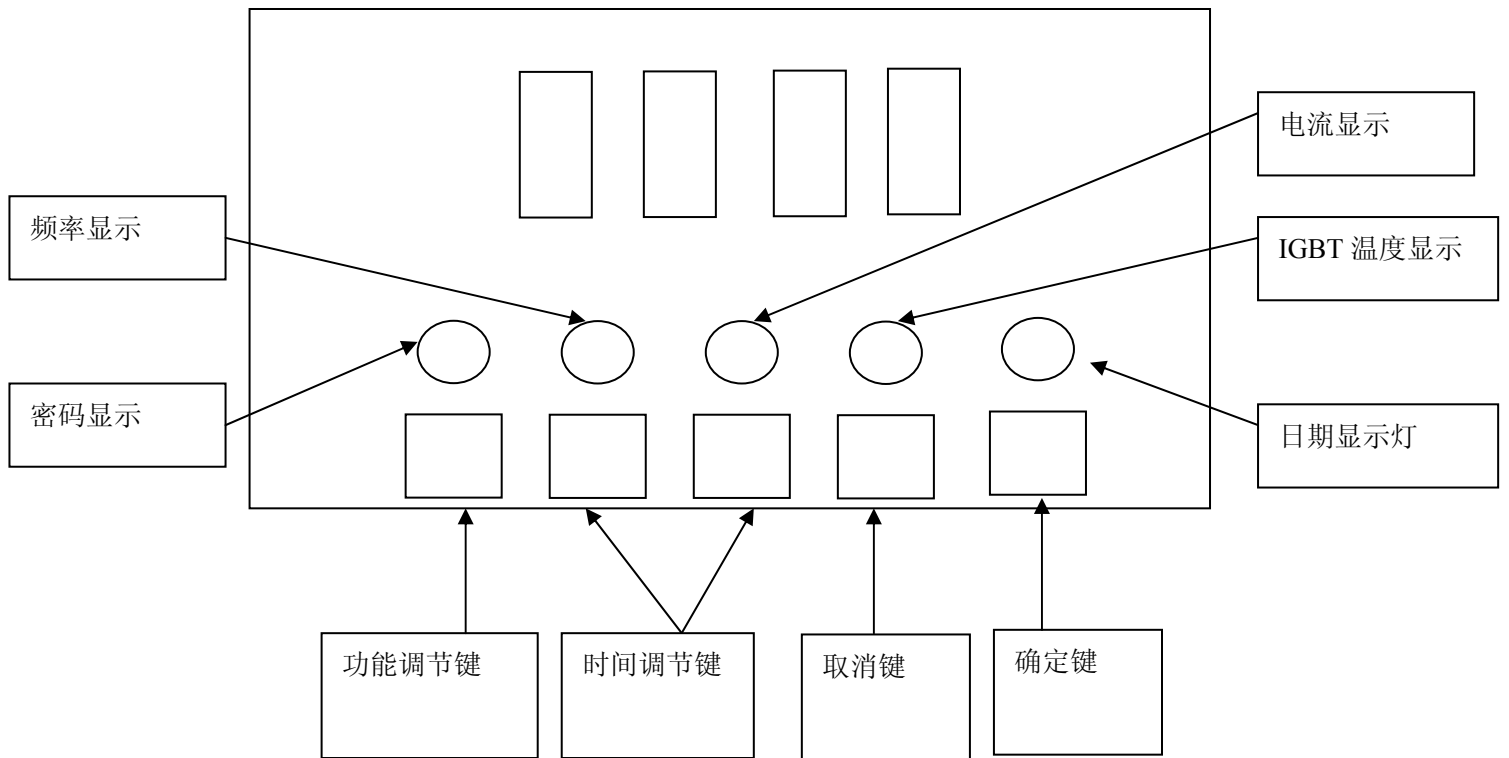 电流显示
频率显示
IGBT 温度显示
密码显示
日期显示灯
功能调节键
时间调节键
取消键
确定键